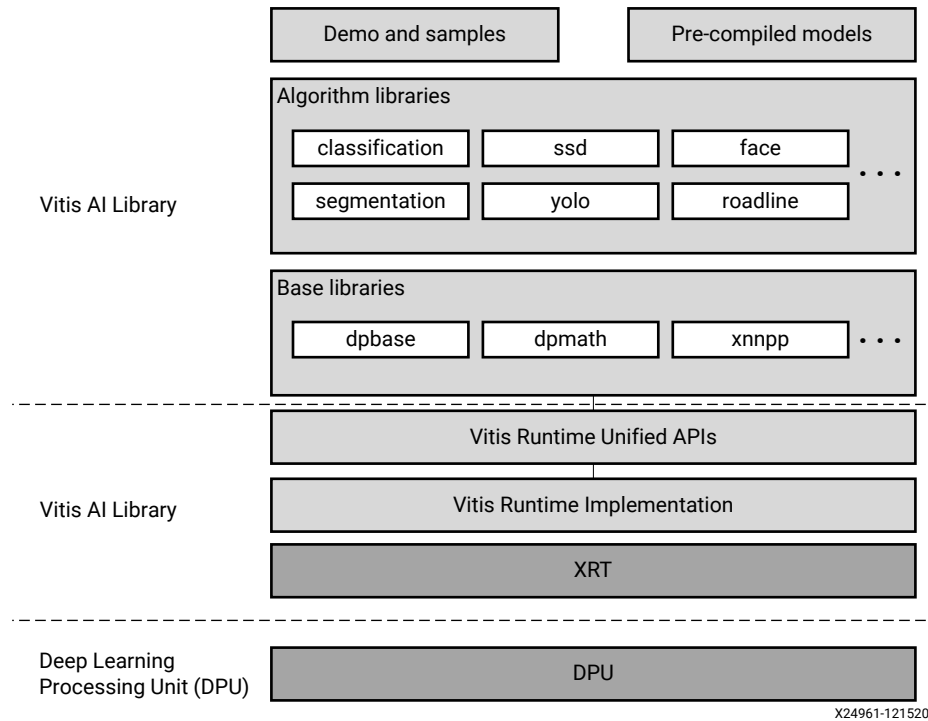 Demo and samples
Pre-compiled models
Algorithm libraries
classification
ssd
face
. . .
segmentation
yolo
roadline
Vitis AI Library
Base libraries
dpbase
dpmath
xnnpp
. . .
Vitis Runtime Unified APIs
Vitis AI Library
Vitis Runtime Implementation
XRT
Deep Learning
Processing Unit (DPU)
DPU
X24961-121520